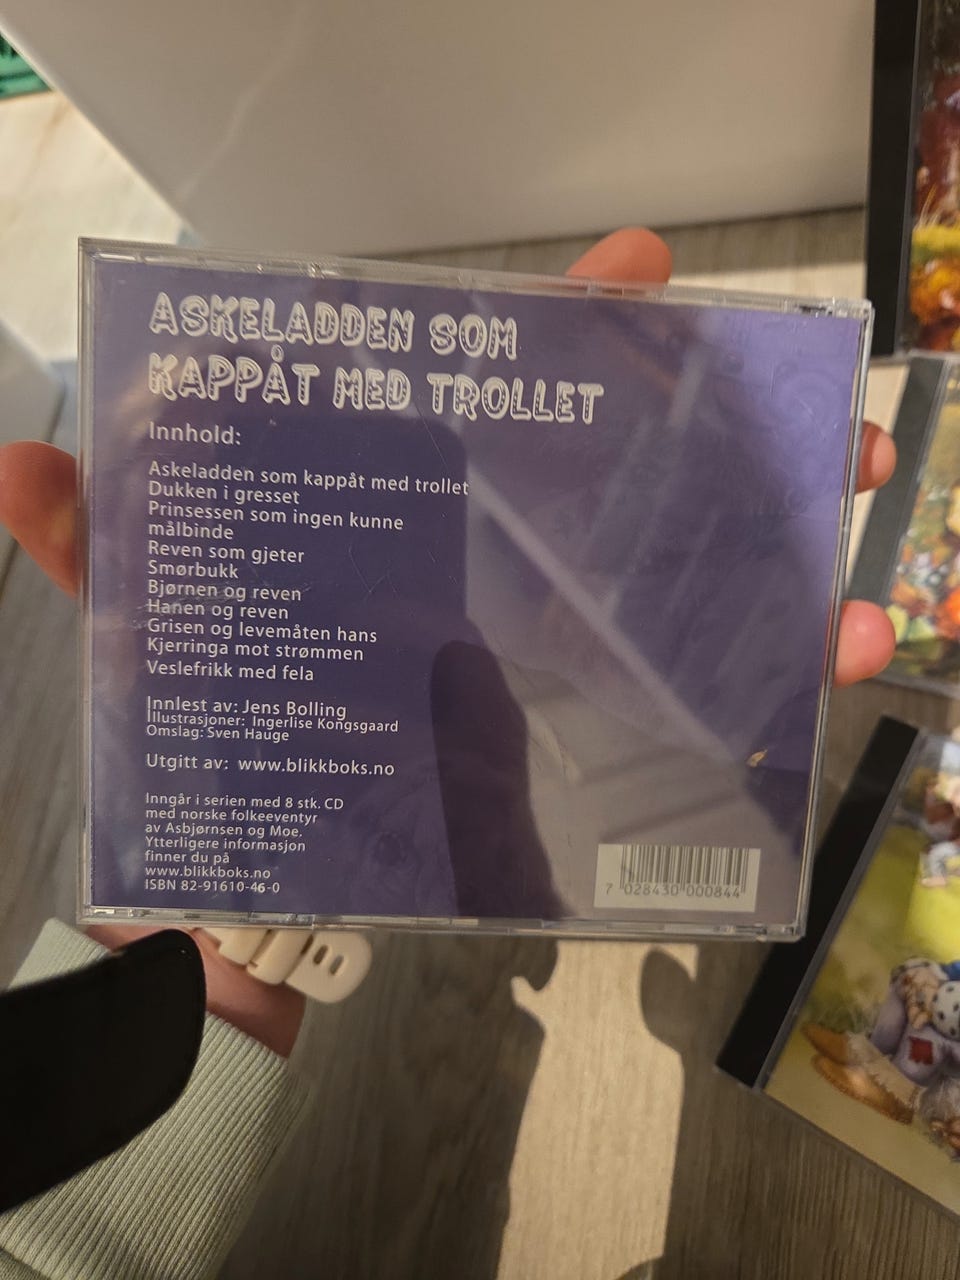 ASKELADDEN SOM
KAPPÅT MED TROLLET
Innhold:
Askeladden som kappåt med trollet
Dukken i gresset
Prinsessen som ingen kunne
målbinde
Reven som gjeter
Smørbukk
Bjørnen og reven
Hanen og reven
Grisen og levemåten hans
Kjerringa mot strømmen
Veslefrikk med fela
Innlest av: Jens Bolling
Illustrasjoner: Ingerlise Kongsgaard
Omslag: Sven Hauge
Utgitt av: www.blikkboks.no
Inngår i serien med 8 stk. CD
med norske folkeeventyr
av Asbjørnsen og Moe.
Ytterligere informasjon
finner du på
www.blikkboks.no
ISBN 82-91610-46-0
7 028430 000844